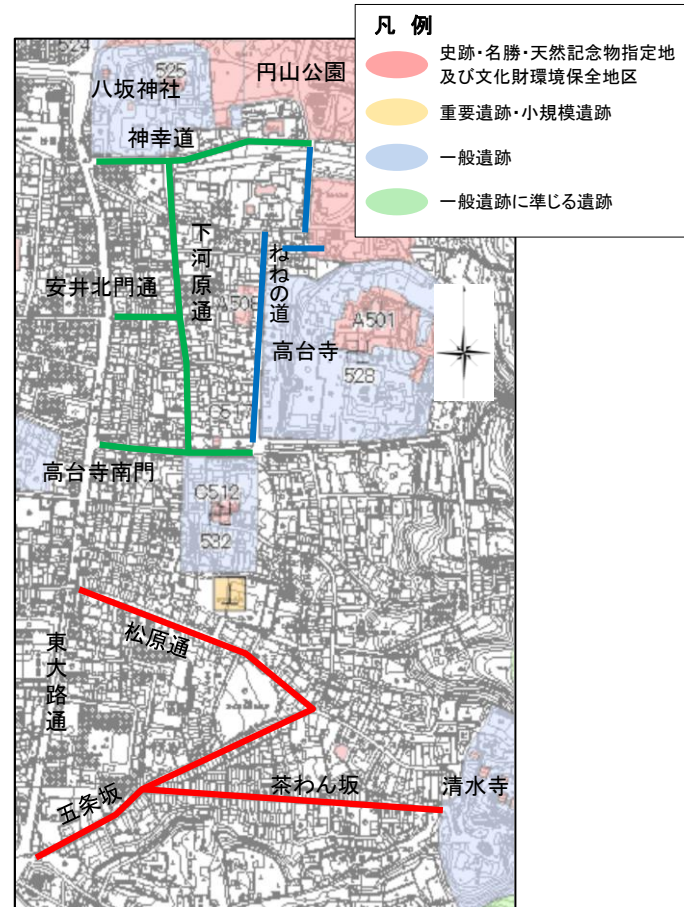 凡 例
史跡・名勝・天然記念物指定地
及び文化財環境保全地区
重要遺跡・小規模遺跡
一般遺跡
一般遺跡に準じる遺跡
524
525
八坂神社
円山公園
神幸道
下河原通
ねねの道
安井北門通
A501
高台寺
528
高台寺南門
C512
532
松原通
東大路通
茶わん坂
清水寺
五条坂